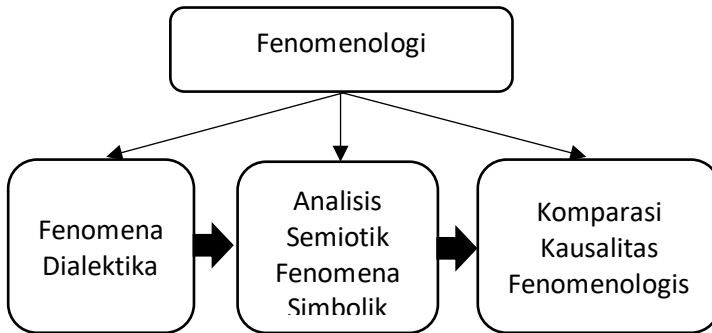 Fenomenologi
Fenomena
Dialektika
Analisis
Semiotik
Fenomena
Simbolik
Komparasi
Kausalitas
Fenomenologis